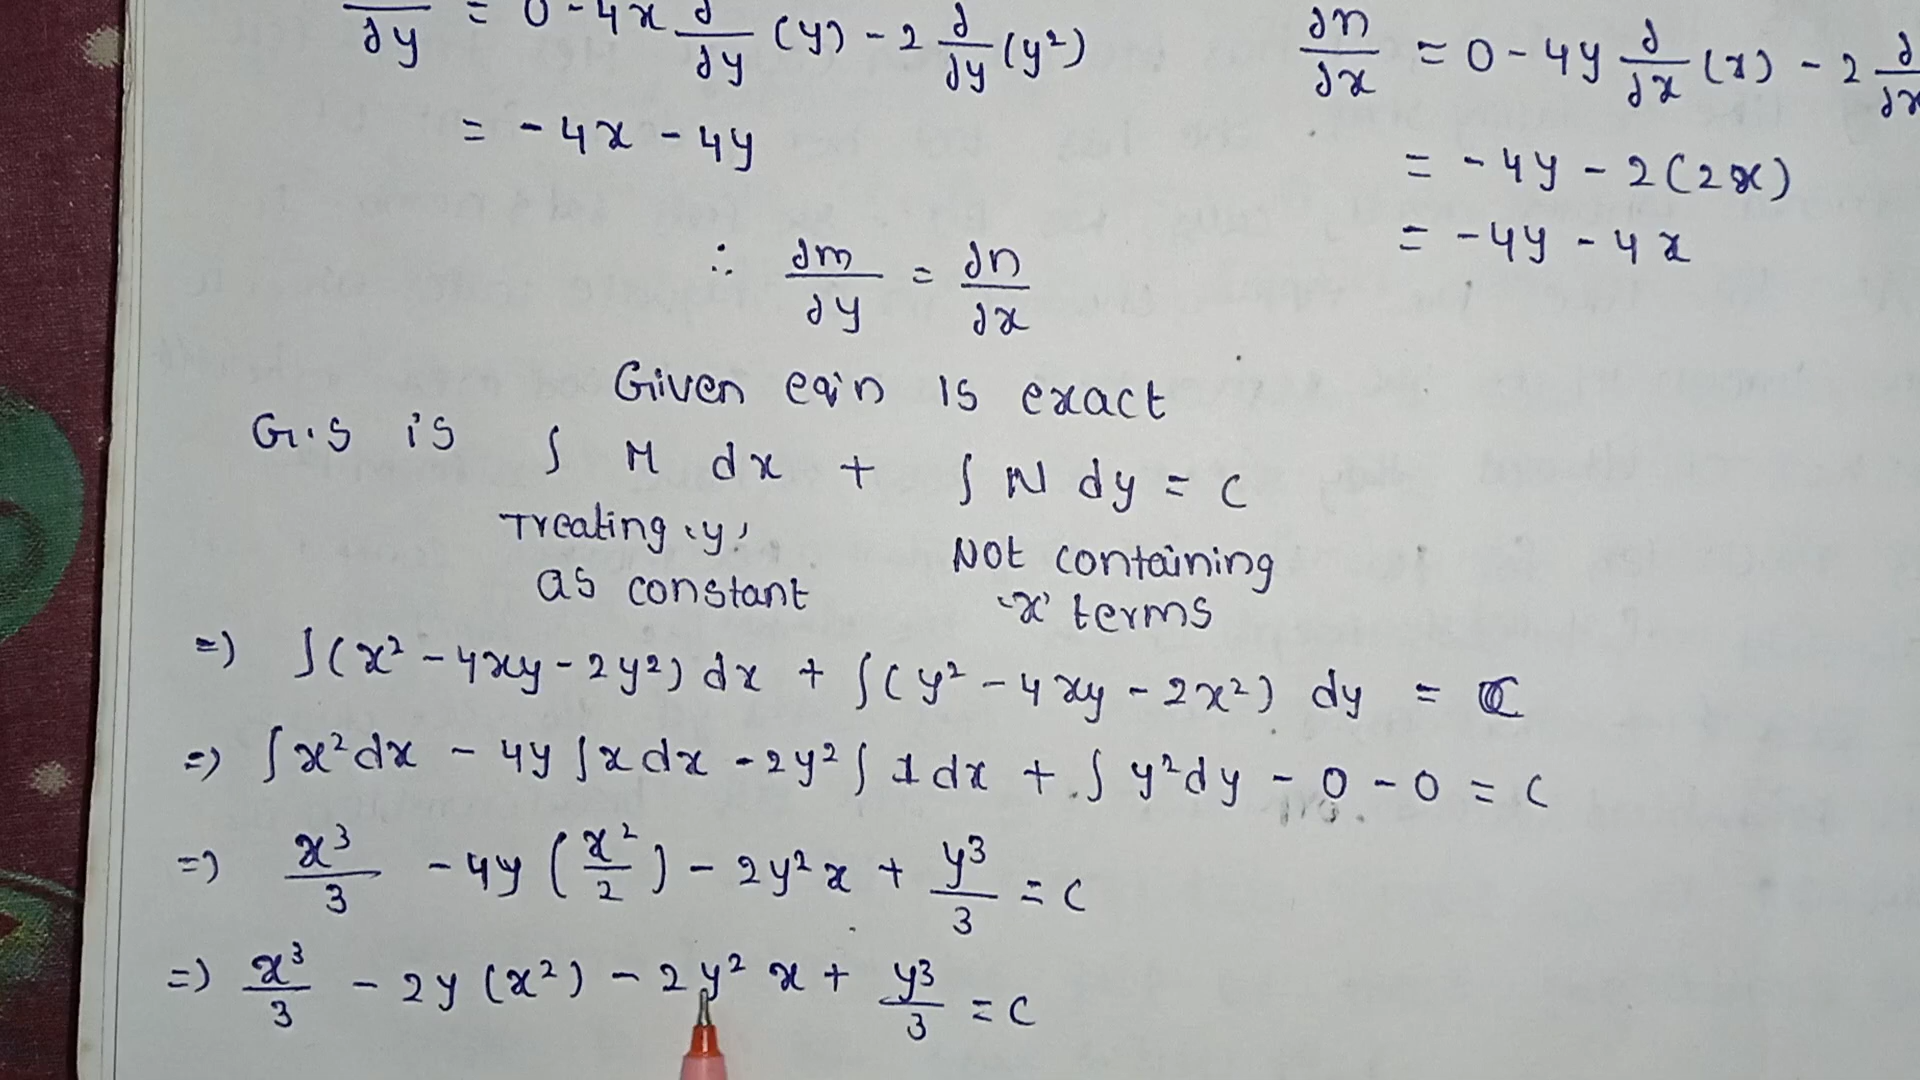 ∂y = 0 - 4x ∂/∂y (y) - 2 ∂/∂y (y²)
= - 4x - 4y
∂n/∂x = 0 - 4y ∂/∂x (x) - 2 ∂/∂x
= - 4y - 2(2x)
= - 4y - 4x
∴ ∂m/∂y = ∂n/∂x
Given eqn is exact
G.S is ∫ M dx + ∫ N dy = c
Treating 'y' as constant
Not containing 'x' terms
=) ∫(x² - 4xy - 2y²) dx + ∫(y² - 4xy - 2x²) dy = C
=) ∫x²dx - 4y ∫x dx - 2y² ∫ 1 dx + ∫ y²dy - 0 - 0 = c
=) x³/3 - 4y (x²/2) - 2y² x + y³/3 = c
=) x³/3 - 2y (x²) - 2y² x + y³/3 = c